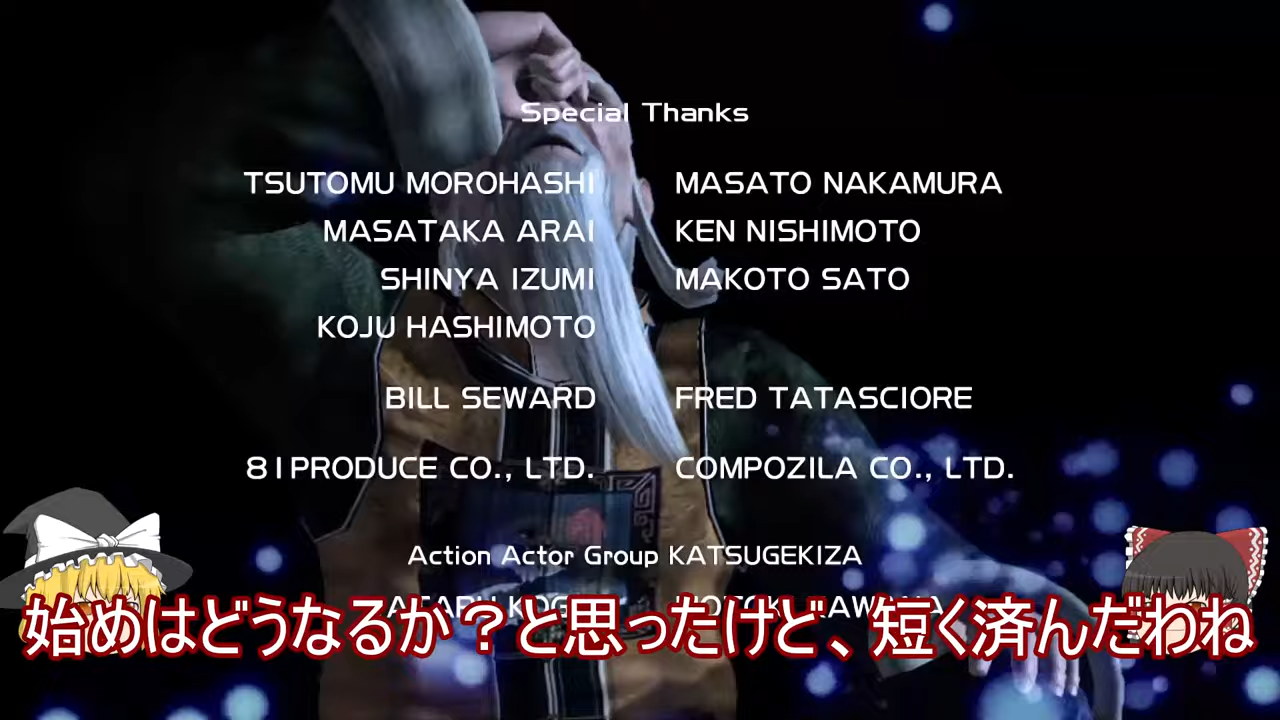 Special Thanks
TSUTOMU MOROHASHI MASATO NAKAMURA
MASATAKA ARAI KEN NISHIMOTO
SHINYA IZUMI MAKOTO SATO
KOJU HASHIMOTO
BILL SEWARD FRED TATASCIORE
81PRODUCE CO., LTD. COMPOZILA CO., LTD.
Action Actor Group KATSUGEKIZA
始めはどうなるか？と思ったけど、短く済んだわね